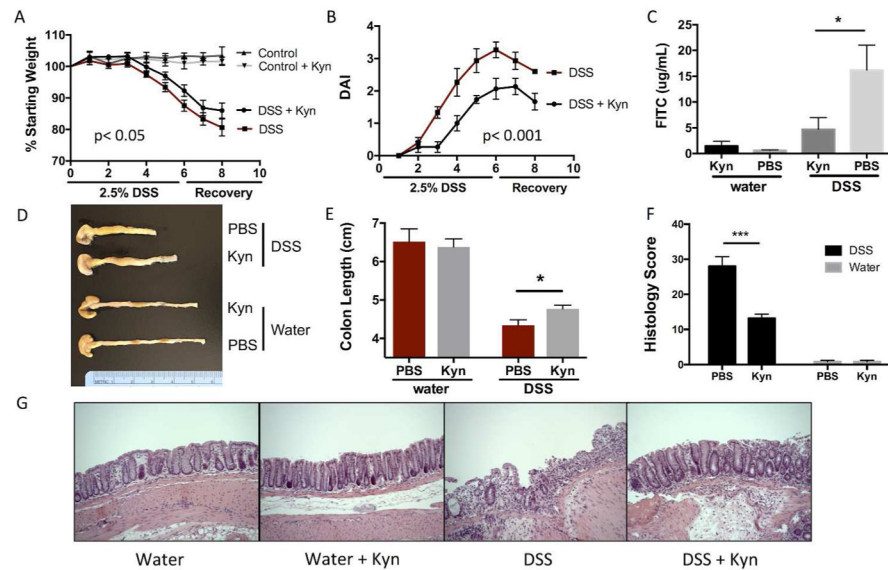 A
% Starting Weight
110
100
90
80
70
Control
Control + Kyn
DSS + Kyn
DSS
p< 0.05
0 2 4 6 8 10
2.5% DSS Recovery
B
DAI
4
3
2
1
0
DSS
DSS + Kyn
p< 0.001
0 2 4 6 8 10
2.5% DSS Recovery
C
FITC (ug/mL)
25
20
15
10
5
0
*
Kyn PBS Kyn PBS
water DSS
D
PBS
Kyn
DSS
Kyn
PBS
Water
E
Colon Length (cm)
7
6
5
4
*
PBS Kyn PBS Kyn
water DSS
F
Histology Score
40
30
20
10
0
***
DSS
Water
PBS Kyn PBS Kyn
G
Water Water + Kyn DSS DSS + Kyn